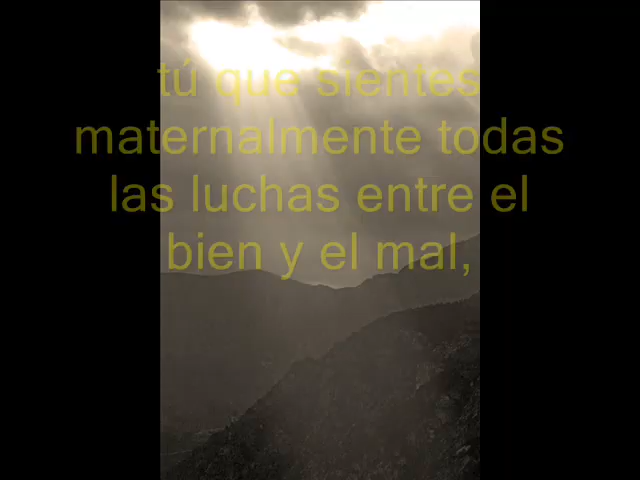 tú que sientes
maternalmente todas
las luchas entre el
bien y el mal,